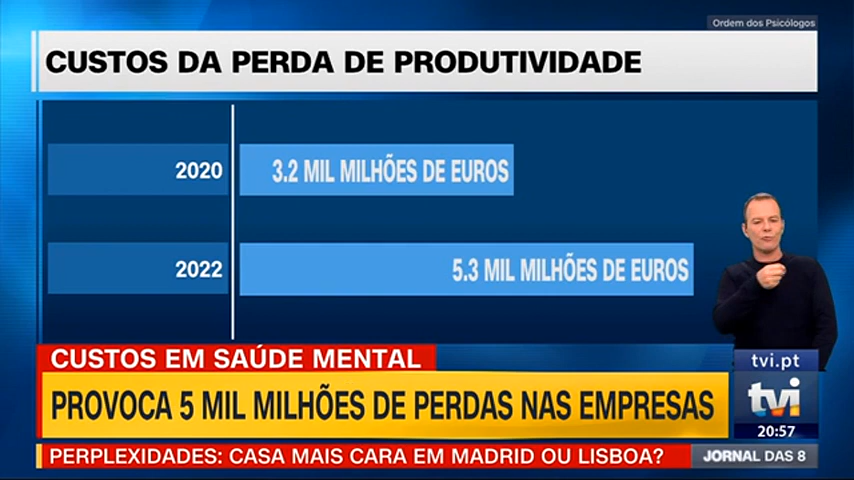 Ordem dos Psicólogos
CUSTOS DA PERDA DE PRODUTIVIDADE
2020
3.2 MIL MILHÕES DE EUROS
2022
5.3 MIL MILHÕES DE EUROS
CUSTOS EM SAÚDE MENTAL
tvi.pt
PROVOCA 5 MIL MILHÕES DE PERDAS NAS EMPRESAS
tvi
20:57
PERPLEXIDADES: CASA MAIS CARA EM MADRID OU LISBOA?
JORNAL DAS 8